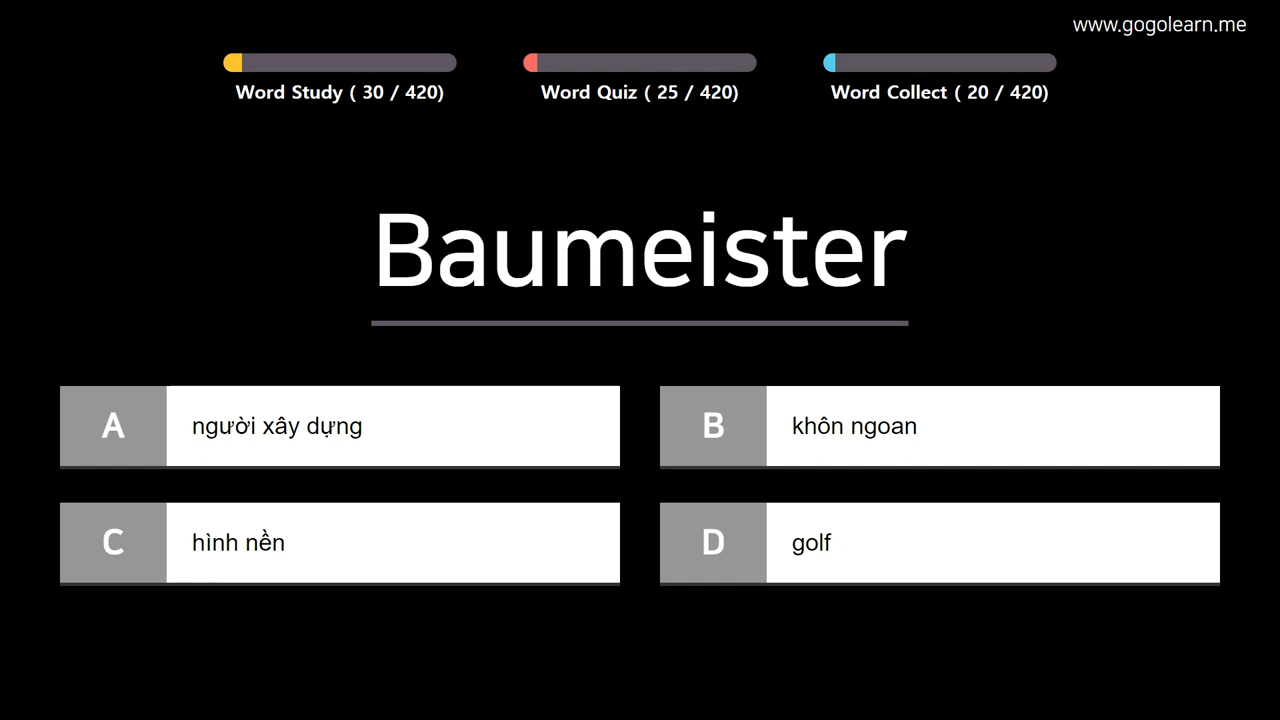 www.gogolearn.me
Word Study ( 30 / 420)
Word Quiz ( 25 / 420)
Word Collect ( 20 / 420)
Baumeister
A
người xây dựng
B
khôn ngoan
C
hình nền
D
golf